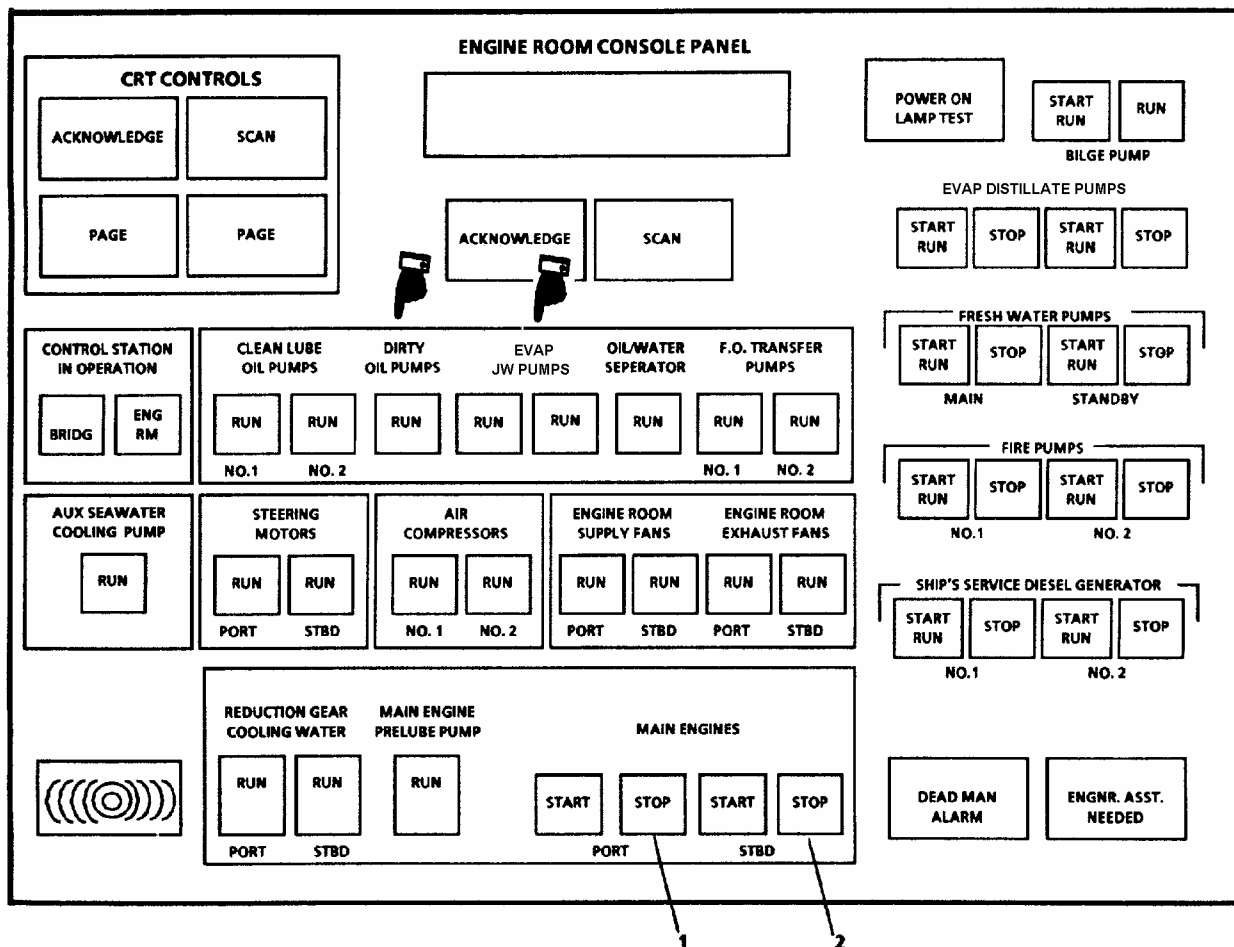 ENGINE ROOM CONSOLE PANEL
CRT CONTROLS
ACKNOWLEDGE
SCAN
PAGE
PAGE
ACKNOWLEDGE
SCAN
POWER ON
LAMP TEST
START
RUN
RUN
BILGE PUMP
EVAP DISTILLATE PUMPS
START
RUN
STOP
START
RUN
STOP
FRESH WATER PUMPS
START
RUN
STOP
START
RUN
STOP
MAIN
STANDBY
FIRE PUMPS
START
RUN
STOP
START
RUN
STOP
NO.1
NO. 2
SHIP'S SERVICE DIESEL GENERATOR
START
RUN
STOP
START
RUN
STOP
NO.1
NO. 2
CONTROL STATION
IN OPERATION
BRIDG
ENG
RM
CLEAN LUBE
OIL PUMPS
RUN
RUN
NO.1
NO. 2
DIRTY
OIL PUMPS
RUN
EVAP
JW PUMPS
RUN
RUN
OIL/WATER
SEPERATOR
RUN
F.O. TRANSFER
PUMPS
RUN
RUN
NO. 1
NO. 2
AUX SEAWATER
COOLING PUMP
RUN
STEERING
MOTORS
RUN
RUN
PORT
STBD
AIR
COMPRESSORS
RUN
RUN
NO. 1
NO. 2
ENGINE ROOM
SUPPLY FANS
RUN
RUN
PORT
STBD
ENGINE ROOM
EXHAUST FANS
RUN
RUN
PORT
STBD
REDUCTION GEAR
COOLING WATER
RUN
RUN
PORT
STBD
MAIN ENGINE
PRELUBE PUMP
RUN
MAIN ENGINES
START
STOP
START
STOP
PORT
STBD
DEAD MAN
ALARM
ENGNR. ASST.
NEEDED
1
2